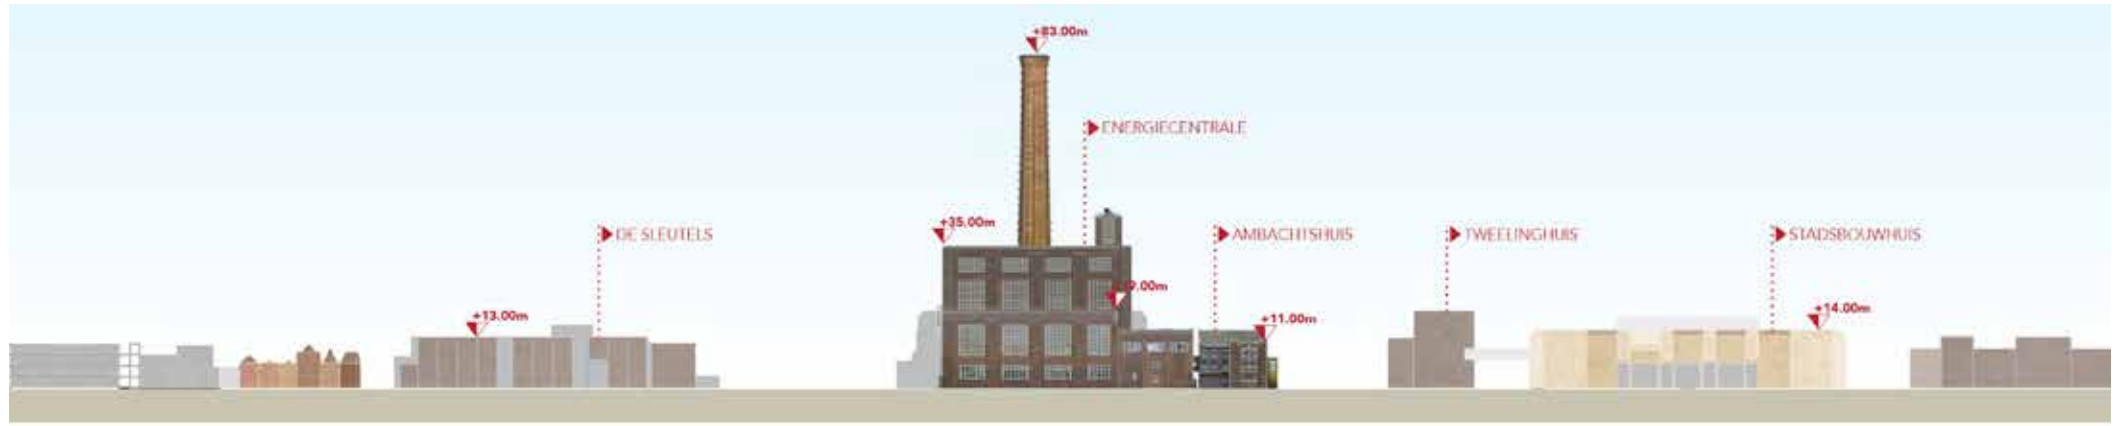 +83.00m
ENERGIECENTRALE
+35.00m
DE SLEUTELS
AMBACHTSHUIS
TWEELINGHUIS
STADSBOUWHUIS
+13.00m
+11.00m
+14.00m